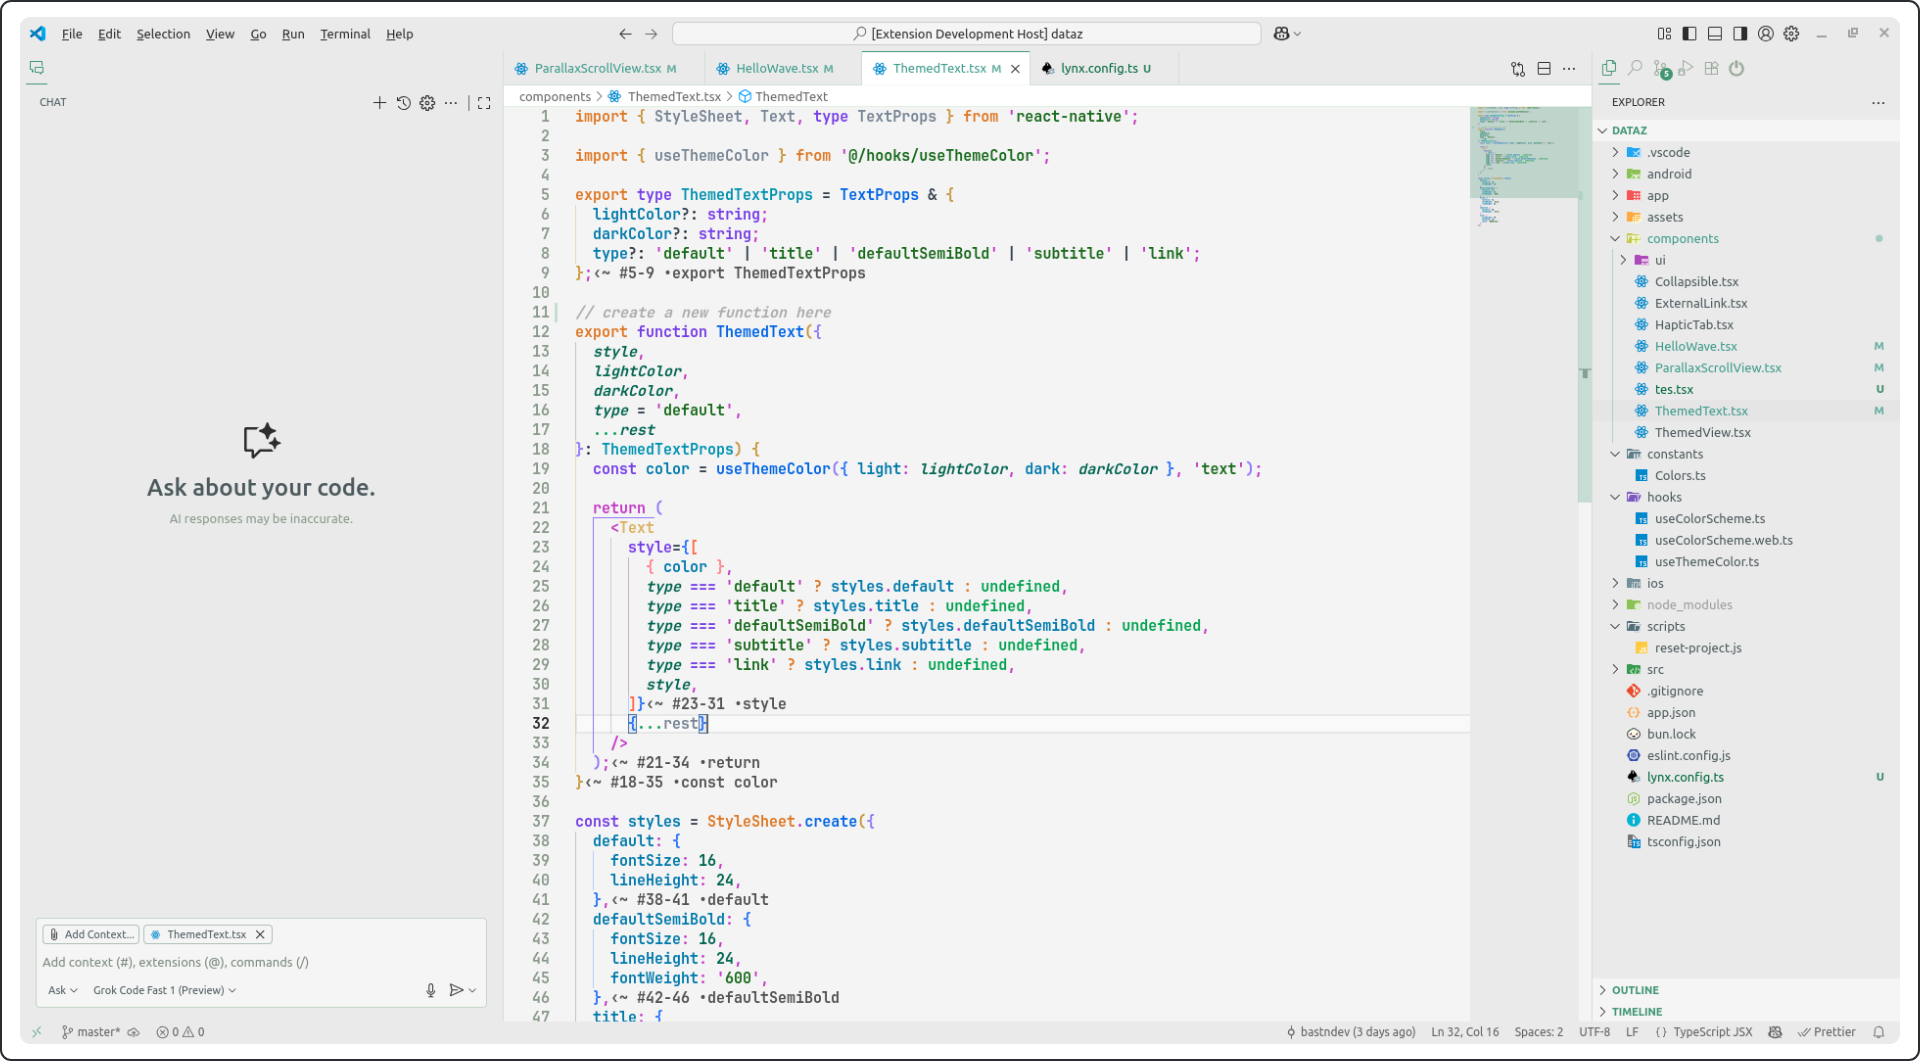 File Edit Selection View Go Run Terminal Help
[Extension Development Host] dataz
CHAT
Ask about your code.
AI responses may be inaccurate.
Add Context...
ThemedText.tsx
Add context (#), extensions (@), commands (/)
Ask
Grok Code Fast 1 (Preview)
ParallaxScrollView.tsx M
HelloWave.tsx M
ThemedText.tsx M
lynx.config.ts U
components > ThemedText.tsx > ThemedText
1 import { StyleSheet, Text, type TextProps } from 'react-native';
2
3 import { useThemeColor } from '@/hooks/useThemeColor';
4
5 export type ThemedTextProps = TextProps & {
6 lightColor?: string;
7 darkColor?: string;
8 type?: 'default' | 'title' | 'defaultSemiBold' | 'subtitle' | 'link';
9 };‹~ #5-9 •export ThemedTextProps
10
11 // create a new function here
12 export function ThemedText({
13 style,
14 lightColor,
15 darkColor,
16 type = 'default',
17 ...rest
18 }: ThemedTextProps) {
19 const color = useThemeColor({ light: lightColor, dark: darkColor }, 'text');
20
21 return (
22 <Text
23 style={[
24 { color },
25 type === 'default' ? styles.default : undefined,
26 type === 'title' ? styles.title : undefined,
27 type === 'defaultSemiBold' ? styles.defaultSemiBold : undefined,
28 type === 'subtitle' ? styles.subtitle : undefined,
29 type === 'link' ? styles.link : undefined,
30 style,
31 ]}‹~ #23-31 •style
32 {...rest}
33 />
34 );‹~ #21-34 •return
35 }‹~ #18-35 •const color
36
37 const styles = StyleSheet.create({
38 default: {
39 fontSize: 16,
40 lineHeight: 24,
41 },‹~ #38-41 •default
42 defaultSemiBold: {
43 fontSize: 16,
44 lineHeight: 24,
45 fontWeight: '600',
46 },‹~ #42-46 •defaultSemiBold
47 title: {
5
EXPLORER
DATAZ
.vscode
android
app
assets
components
ui
Collapsible.tsx
ExternalLink.tsx
HapticTab.tsx
HelloWave.tsx M
ParallaxScrollView.tsx M
tes.tsx U
ThemedText.tsx M
ThemedView.tsx
constants
Colors.ts
hooks
useColorScheme.ts
useColorScheme.web.ts
useThemeColor.ts
ios
node_modules
scripts
reset-project.js
src
.gitignore
app.json
bun.lock
eslint.config.js
lynx.config.ts U
package.json
README.md
tsconfig.json
OUTLINE
TIMELINE
master* 0 0
bastndev (3 days ago) Ln 32, Col 16 Spaces: 2 UTF-8 LF {} TypeScript JSX Prettier